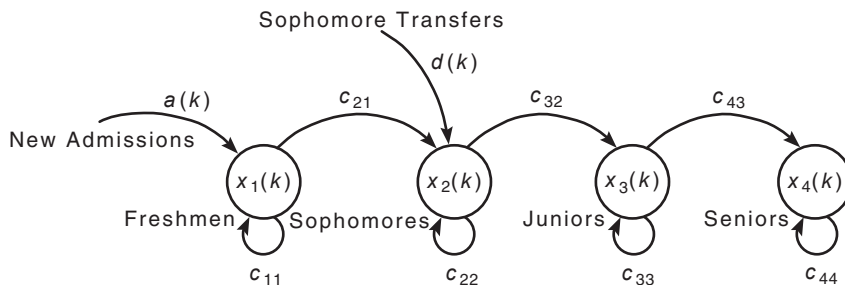 Sophomore Transfers
d(k)
a(k)
c21
c32
c43
New Admissions
x1(k)
x2(k)
x3(k)
x4(k)
Freshmen
Sophomores
Juniors
Seniors
c11
c22
c33
c44